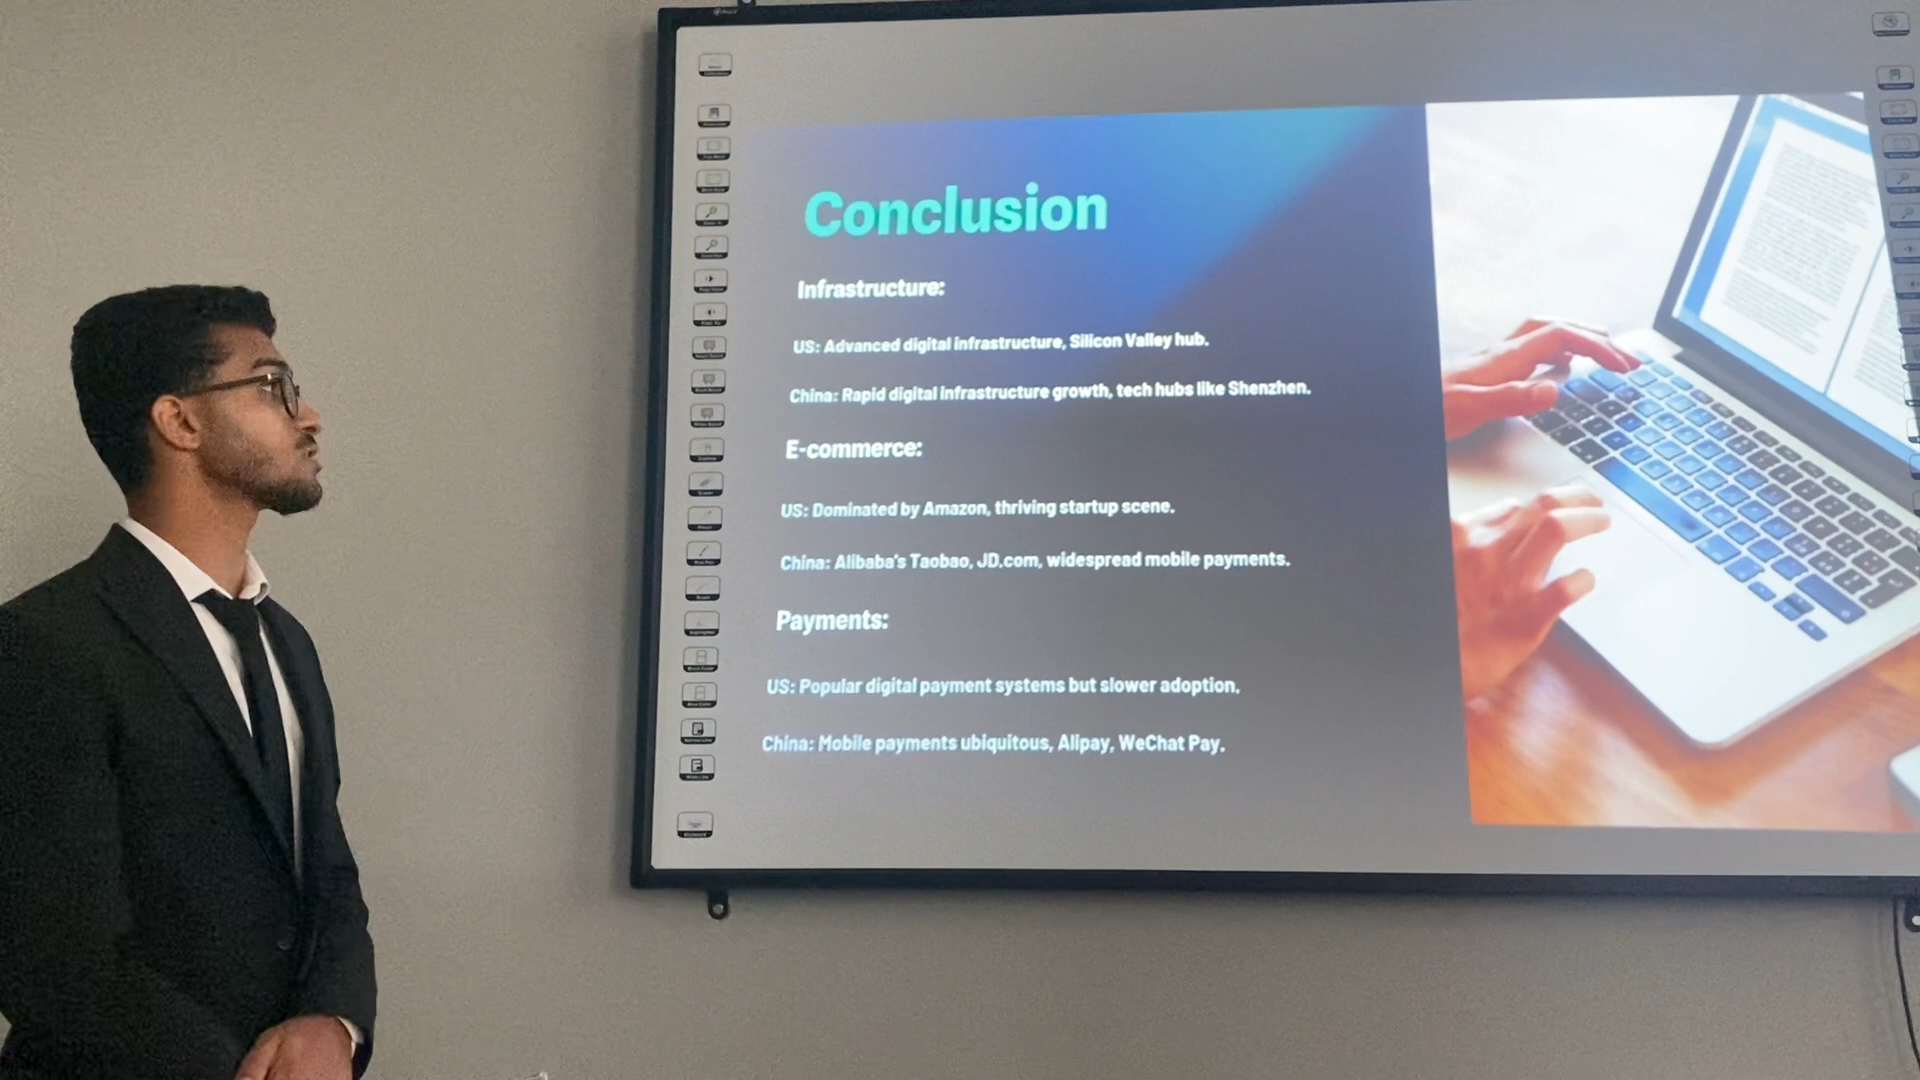 Conclusion
Infrastructure:
US: Advanced digital infrastructure, Silicon Valley hub.
China: Rapid digital infrastructure growth, tech hubs like Shenzhen.
E-commerce:
US: Dominated by Amazon, thriving startup scene.
China: Alibaba's Taobao, JD.com, widespread mobile payments.
Payments:
US: Popular digital payment systems but slower adoption.
China: Mobile payments ubiquitous, Alipay, WeChat Pay.